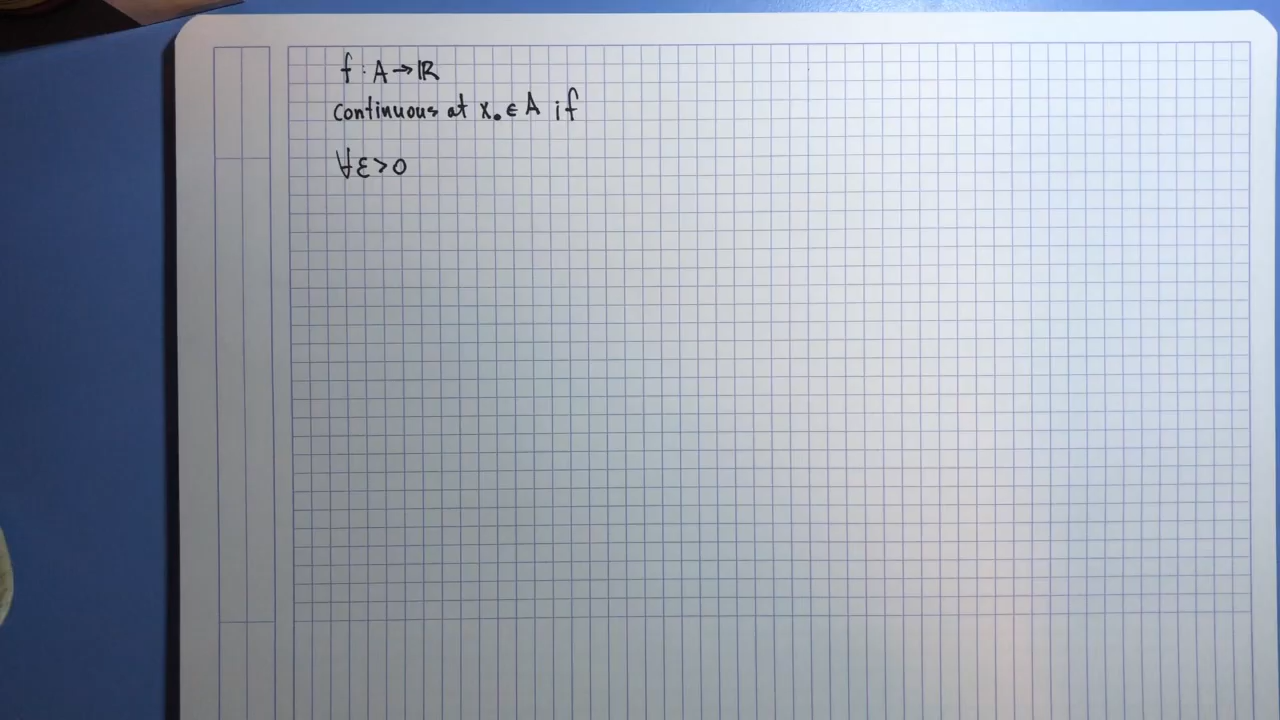 f : A → ℝ
continuous at x₀ ∈ A if
∀ε > 0